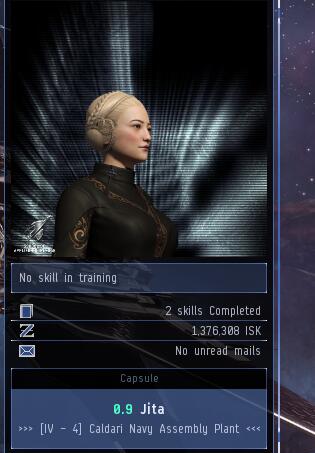 No skill in training
2 skills Completed
1,376,308 ISK
No unread mails
Capsule
0.9 Jita
>>> [IV - 4] Caldari Navy Assembly Plant <<<